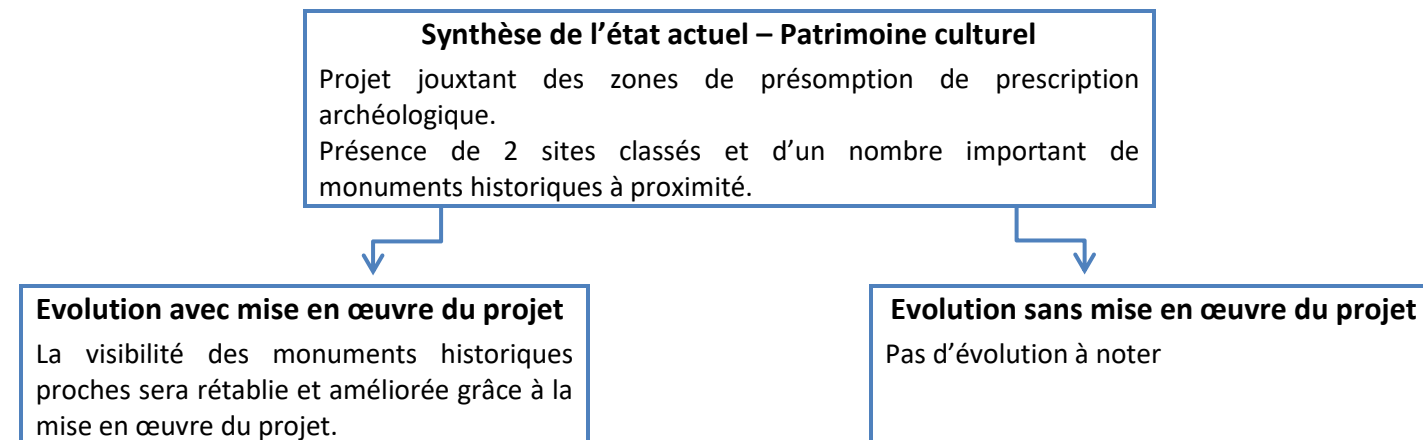 Synthèse de l’état actuel – Patrimoine culturel
Projet jouxtant des zones de présomption de prescription
archéologique.
Présence de 2 sites classés et d’un nombre important de
monuments historiques à proximité.
Evolution avec mise en œuvre du projet
La visibilité des monuments historiques
proches sera rétablie et améliorée grâce à la
mise en œuvre du projet.
Evolution sans mise en œuvre du projet
Pas d’évolution à noter